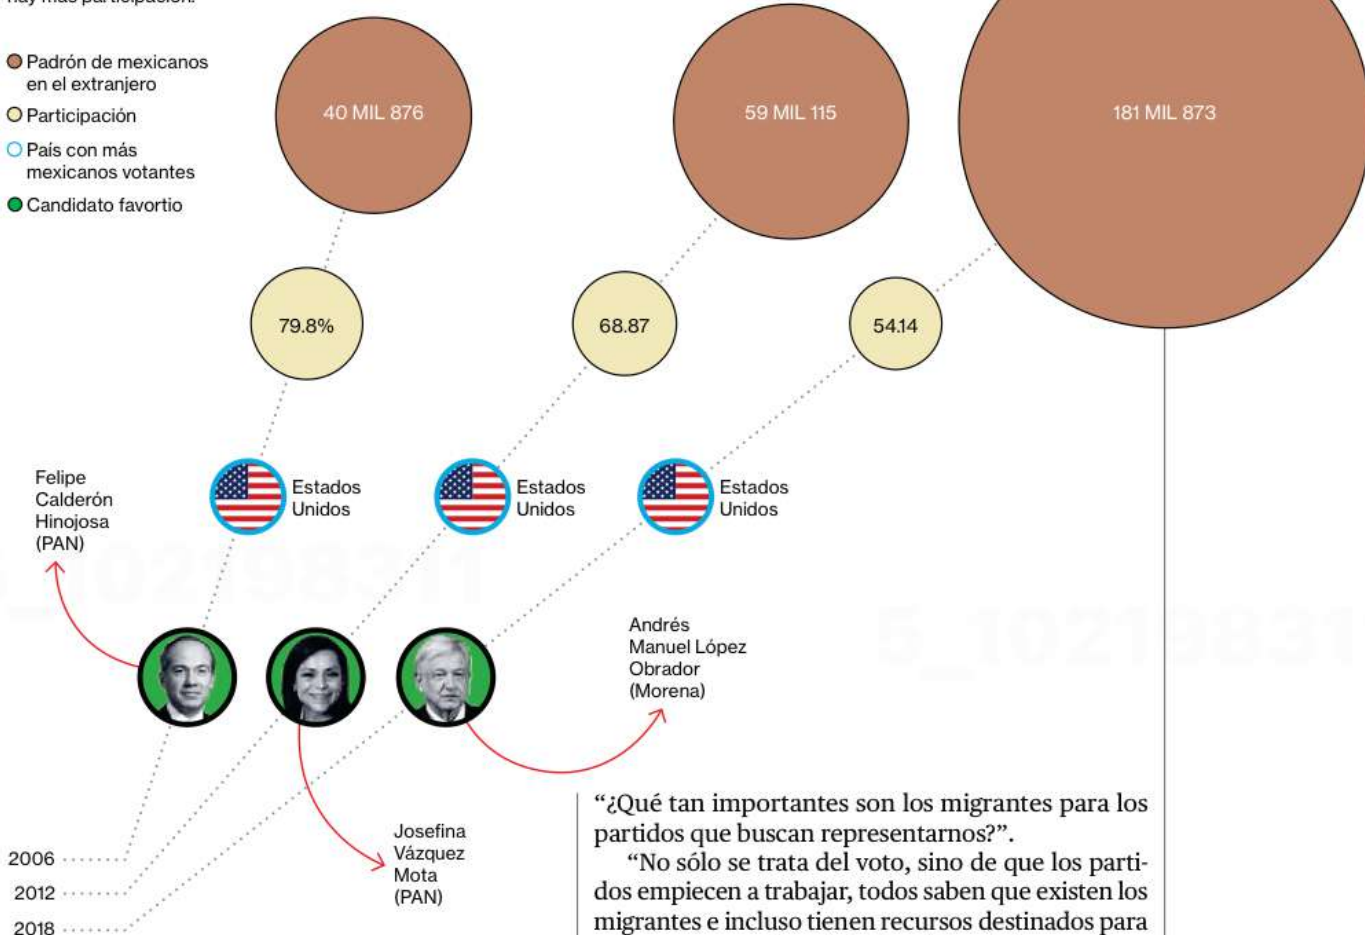 hay más participación.
Padrón de mexicanos
en el extranjero
Participación
País con más
mexicanos votantes
Candidato favortio
40 MIL 876
59 MIL 115
181 MIL 873
79.8%
68.87
54.14
Estados
Unidos
Estados
Unidos
Estados
Unidos
Felipe
Calderón
Hinojosa
(PAN)
Andrés
Manuel López
Obrador
(Morena)
Josefina
Vázquez
Mota
(PAN)
2006
2012
2018
“¿Qué tan importantes son los migrantes para los
partidos que buscan representarnos?”.
“No sólo se trata del voto, sino de que los parti-
dos empiecen a trabajar, todos saben que existen los
migrantes e incluso tienen recursos destinados para